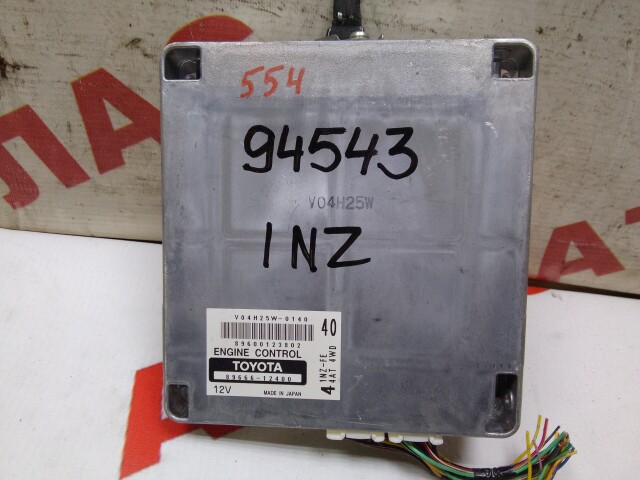 554
94543
V04H25W
1NZ
V04H25W-0140
40
89600123802
ENGINE CONTROL
TOYOTA
89666-12400
12V
MADE IN JAPAN
4
1NZ-FE
4AT 4WD